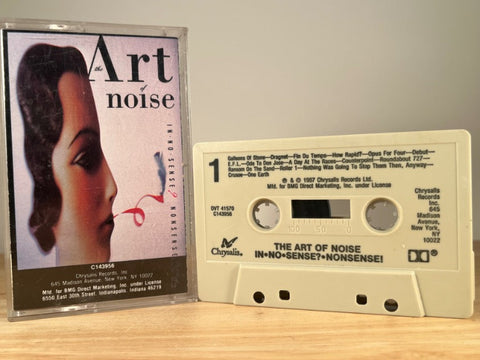 the
Art
of
noise
IN·NO·SENSE? NONSENSE!
C143956
Chrysalis Records, Inc.
645 Madison Avenue, New York, NY 10022
Mfd. for BMG Direct Marketing, Inc. under License
6550 East 30th Street, Indianapolis, Indiana 46219
1
Galleons Of Stone—Dragnet—Fin Du Temps—How Rapid?—Opus For Four—Debut—
E.F.L.—Ode To Don Jose—A Day At The Races—Counterpoint—Roundabout 727—
Ransom On The Sand—Roller 1—Nothing Was Going To Stop Them Then, Anyway—
Crusoe—One Earth
℗ & © 1987 Chrysalis Records Ltd.
Mfd. for BMG Direct Marketing, Inc. under License
DVT 41570
C143956
100 50 0
Chrysalis
Records
Inc.
645
Madison
Avenue,
New York,
NY
10022
Chrysalis
THE ART OF NOISE
IN•NO•SENSE?•NONSENSE!